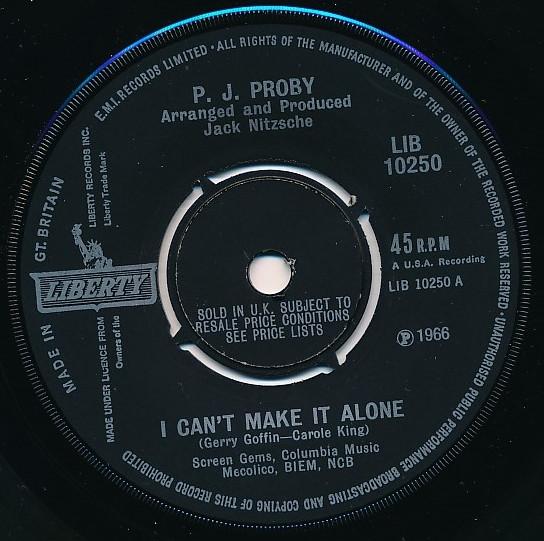 E.M.I. RECORDS LIMITED · ALL RIGHTS OF THE MANUFACTURER AND OF THE OWNER OF THE RECORDED WORK RESERVED · UNAUTHORISED PUBLIC PERFORMANCE BROADCASTING AND COPYING OF THIS RECORD PROHIBITED
MADE IN GT. BRITAIN
P. J. PROBY
Arranged and Produced
Jack Nitzsche
LIB
10250
LIBERTY RECORDS INC.
Liberty Trade Mark
LIBERTY
MADE UNDER LICENCE FROM
Owners of the
45 R.P.M
A U.S.A. Recording
LIB 10250 A
SOLD IN U.K. SUBJECT TO
RESALE PRICE CONDITIONS
SEE PRICE LISTS
Ⓟ 1966
I CAN'T MAKE IT ALONE
(Gerry Goffin—Carole King)
Screen Gems, Columbia Music
Mecolico, BIEM, NCB